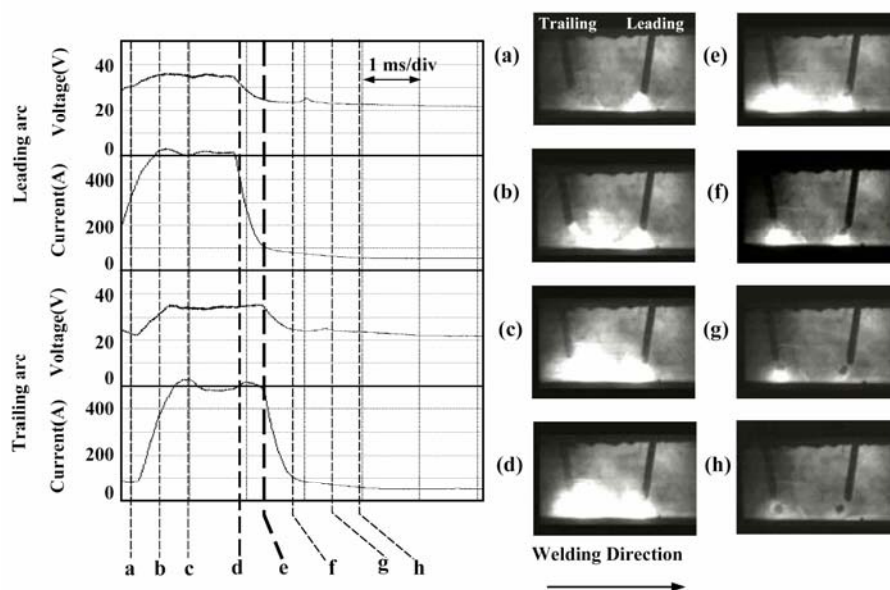 Leading arc
Voltage(V)
40
20
0
Current(A)
400
200
0
1 ms/div
Trailing arc
Voltage(V)
40
20
0
Current(A)
400
200
0
a b c d e f g h
(a)
Trailing Leading
(b)
(c)
(d)
(e)
(f)
(g)
(h)
Welding Direction